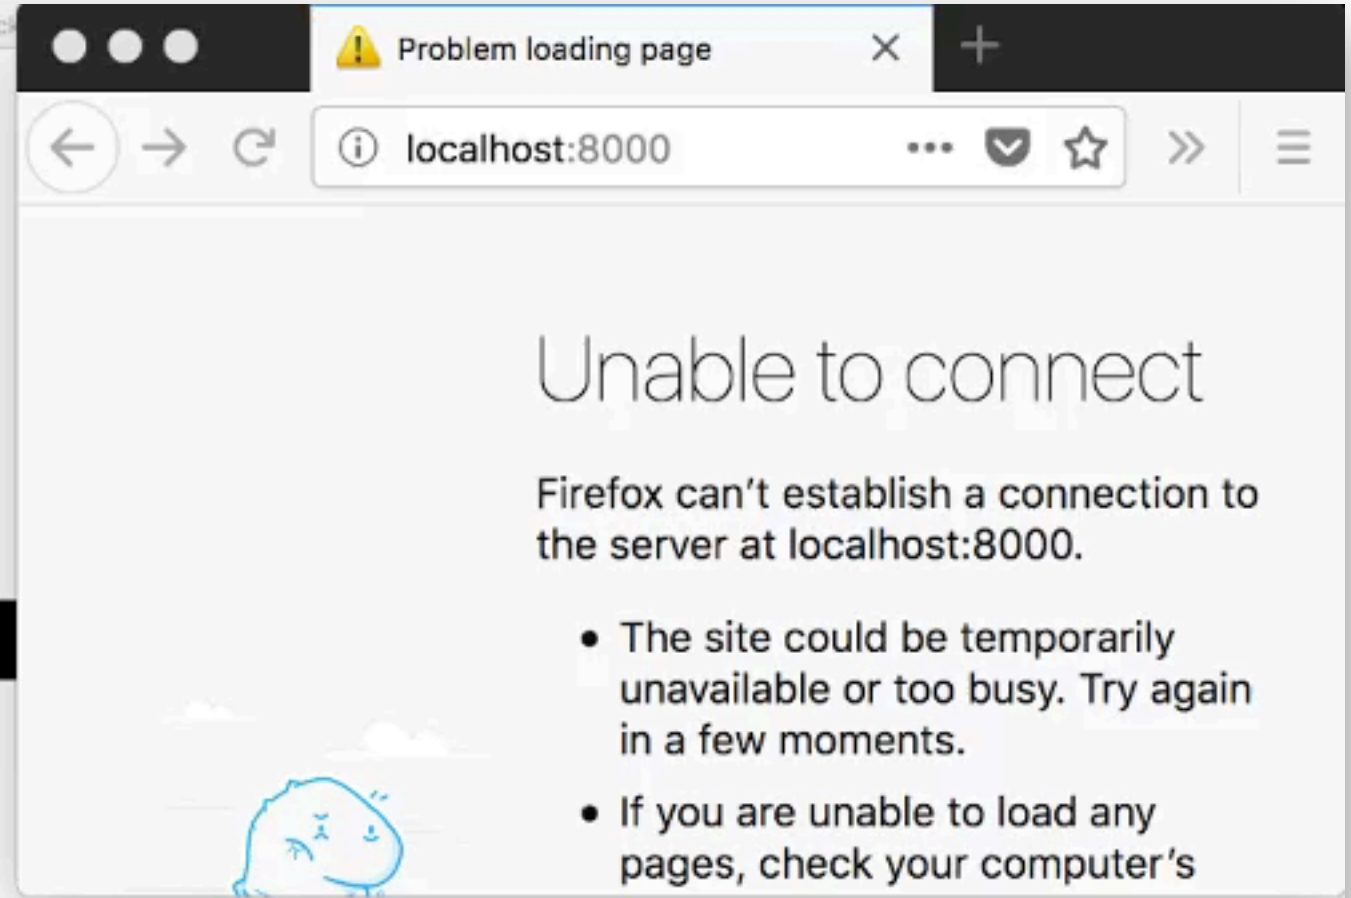 Problem loading page
localhost:8000
Unable to connect
Firefox can’t establish a connection to
the server at localhost:8000.
• The site could be temporarily
unavailable or too busy. Try again
in a few moments.
• If you are unable to load any
pages, check your computer’s